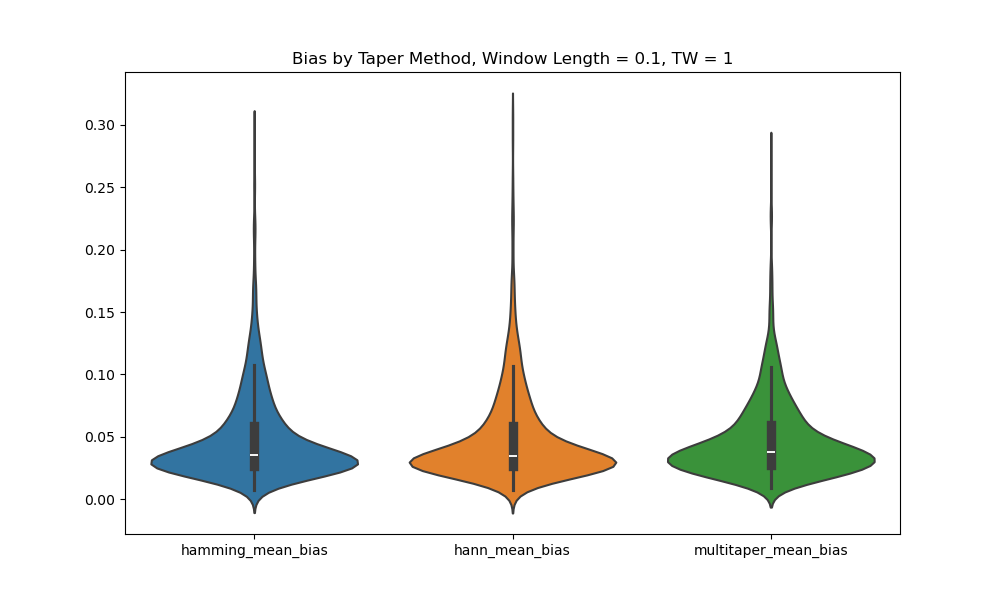 Bias by Taper Method, Window Length = 0.1, TW = 1
0.30
0.25
0.20
0.15
0.10
0.05
0.00
hamming_mean_bias
hann_mean_bias
multitaper_mean_bias